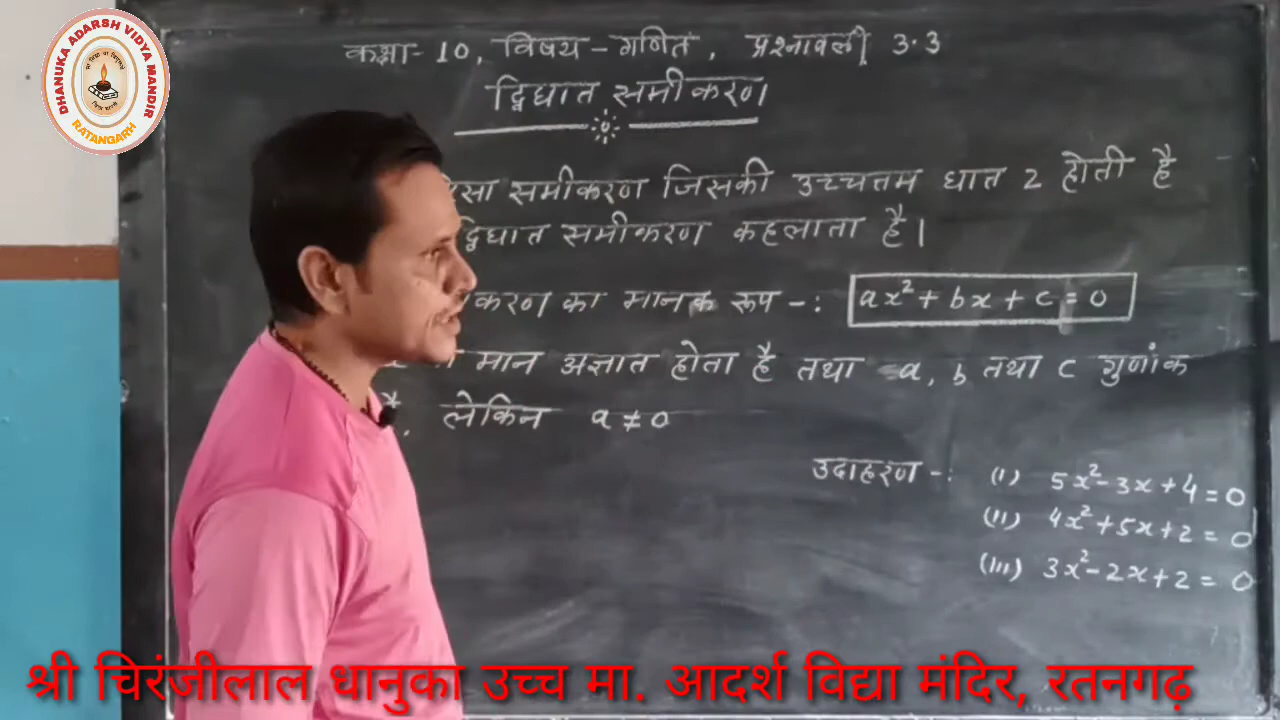 DHANUKA ADARSH VIDYA MANDIR
RATANGARH
कक्षा - 10, विषय - गणित, प्रश्नावली 3.3
द्विघात समीकरण
समीकरण जिसकी उच्चतम घात 2 होती है
द्विघात समीकरण कहलाता है।
का मानक रूप -: ax²+bx+c=0
मान अज्ञात होता है तथा a, b तथा c गुणांक
है, लेकिन a≠0
उदाहरण -: (i) 5x²-3x+4=0
(ii) 4x²+5x+2=0
(iii) 3x²-2x+2=0
श्री चिरंजीलाल धानुका उच्च मा. आदर्श विद्या मंदिर, रतनगढ़